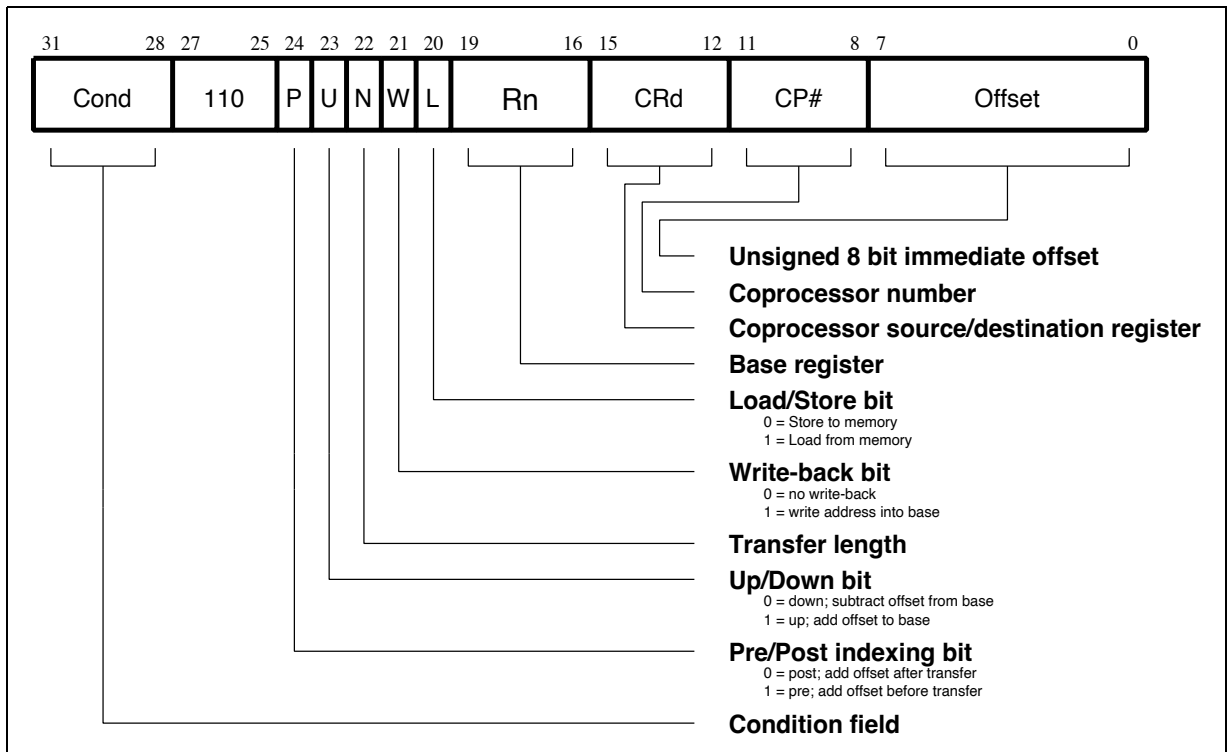 31 28 27 25 24 23 22 21 20 19 16 15 12 11 8 7 0
Cond 110 P U N W L Rn CRd CP# Offset
Unsigned 8 bit immediate offset
Coprocessor number
Coprocessor source/destination register
Base register
Load/Store bit
0 = Store to memory
1 = Load from memory
Write-back bit
0 = no write-back
1 = write address into base
Transfer length
Up/Down bit
0 = down; subtract offset from base
1 = up; add offset to base
Pre/Post indexing bit
0 = post; add offset after transfer
1 = pre; add offset before transfer
Condition field